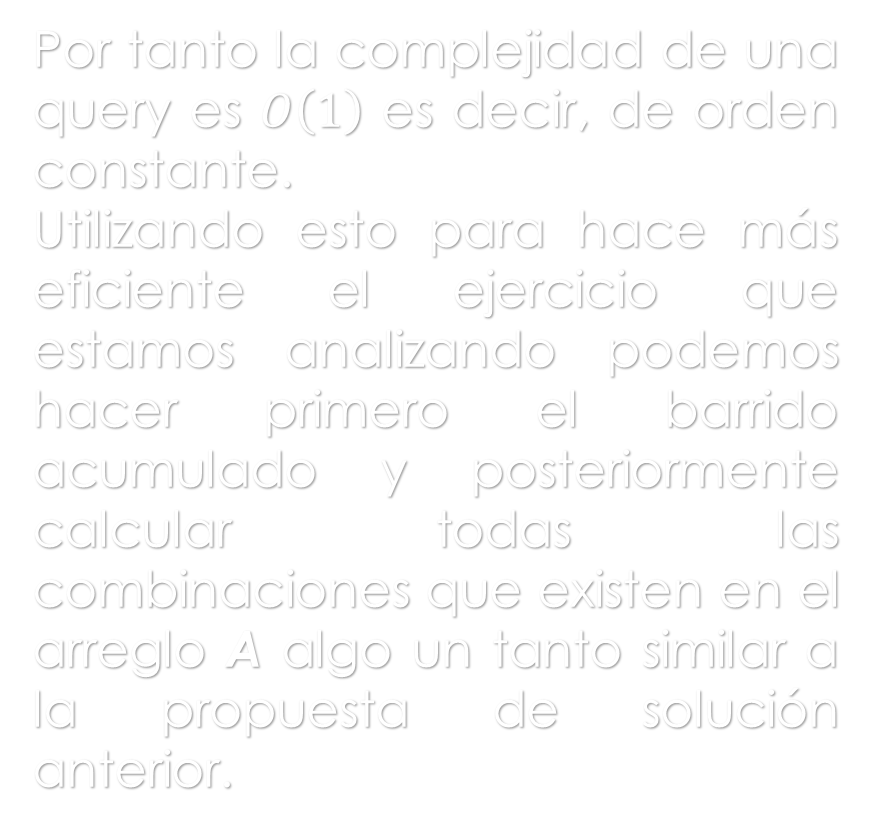 Por tanto la complejidad de una
query es O(1) es decir, de orden
constante.
Utilizando esto para hace más
eficiente el ejercicio que
estamos analizando podemos
hacer primero el barrido
acumulado y posteriormente
calcular todas las
combinaciones que existen en el
arreglo A algo un tanto similar a
la propuesta de solución
anterior.